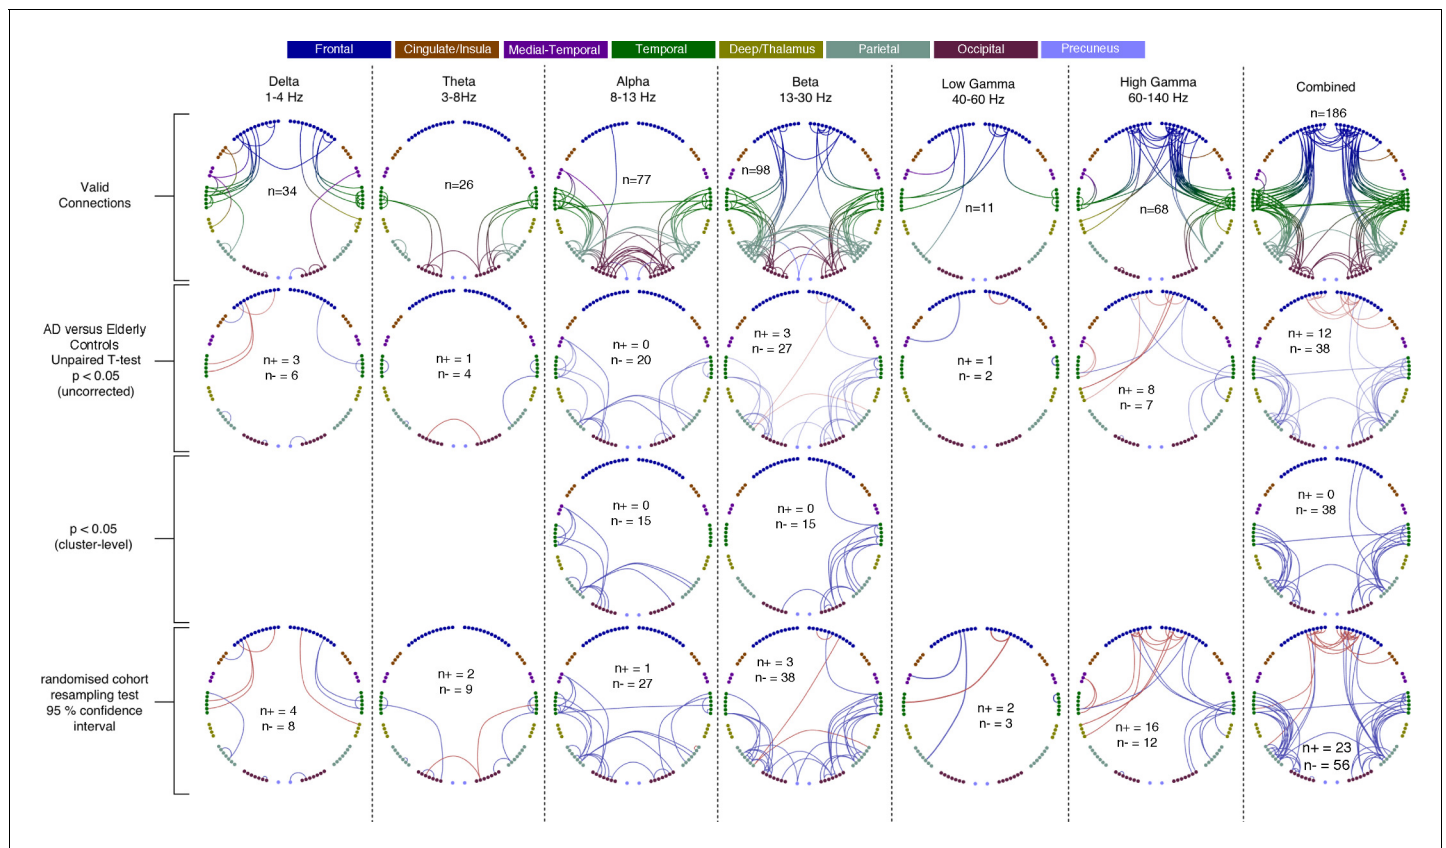 Frontal
Cingulate/Insula
Medial-Temporal
Temporal
Deep/Thalamus
Parietal
Occipital
Precuneus
Delta
1-4 Hz
Theta
3-8Hz
Alpha
8-13 Hz
Beta
13-30 Hz
Low Gamma
40-60 Hz
High Gamma
60-140 Hz
Combined
Valid
Connections
n=34
n=26
n=77
n=98
n=11
n=68
n=186
AD versus Elderly
Controls
Unpaired T-test
p < 0.05
(uncorrected)
n+ = 3
n- = 6
n+ = 1
n- = 4
n+ = 0
n- = 20
n+ = 3
n- = 27
n+ = 1
n- = 2
n+ = 8
n- = 7
n+ = 12
n- = 38
p < 0.05
(cluster-level)
n+ = 0
n- = 15
n+ = 0
n- = 15
n+ = 0
n- = 38
randomised cohort
resampling test
95 % confidence
interval
n+ = 4
n- = 8
n+ = 2
n- = 9
n+ = 1
n- = 27
n+ = 3
n- = 38
n+ = 2
n- = 3
n+ = 16
n- = 12
n+ = 23
n- = 56